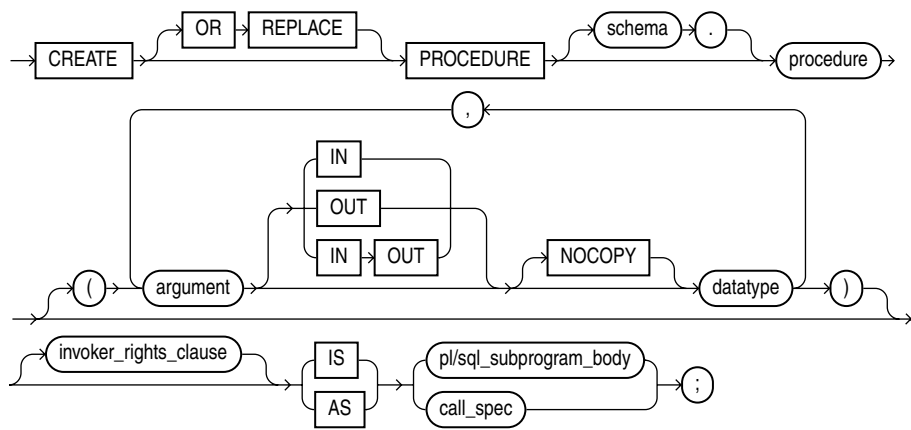 OR REPLACE schema .
CREATE PROCEDURE procedure
,
IN
OUT
IN OUT NOCOPY
( argument datatype )
invoker_rights_clause IS pl/sql_subprogram_body
AS call_spec ;